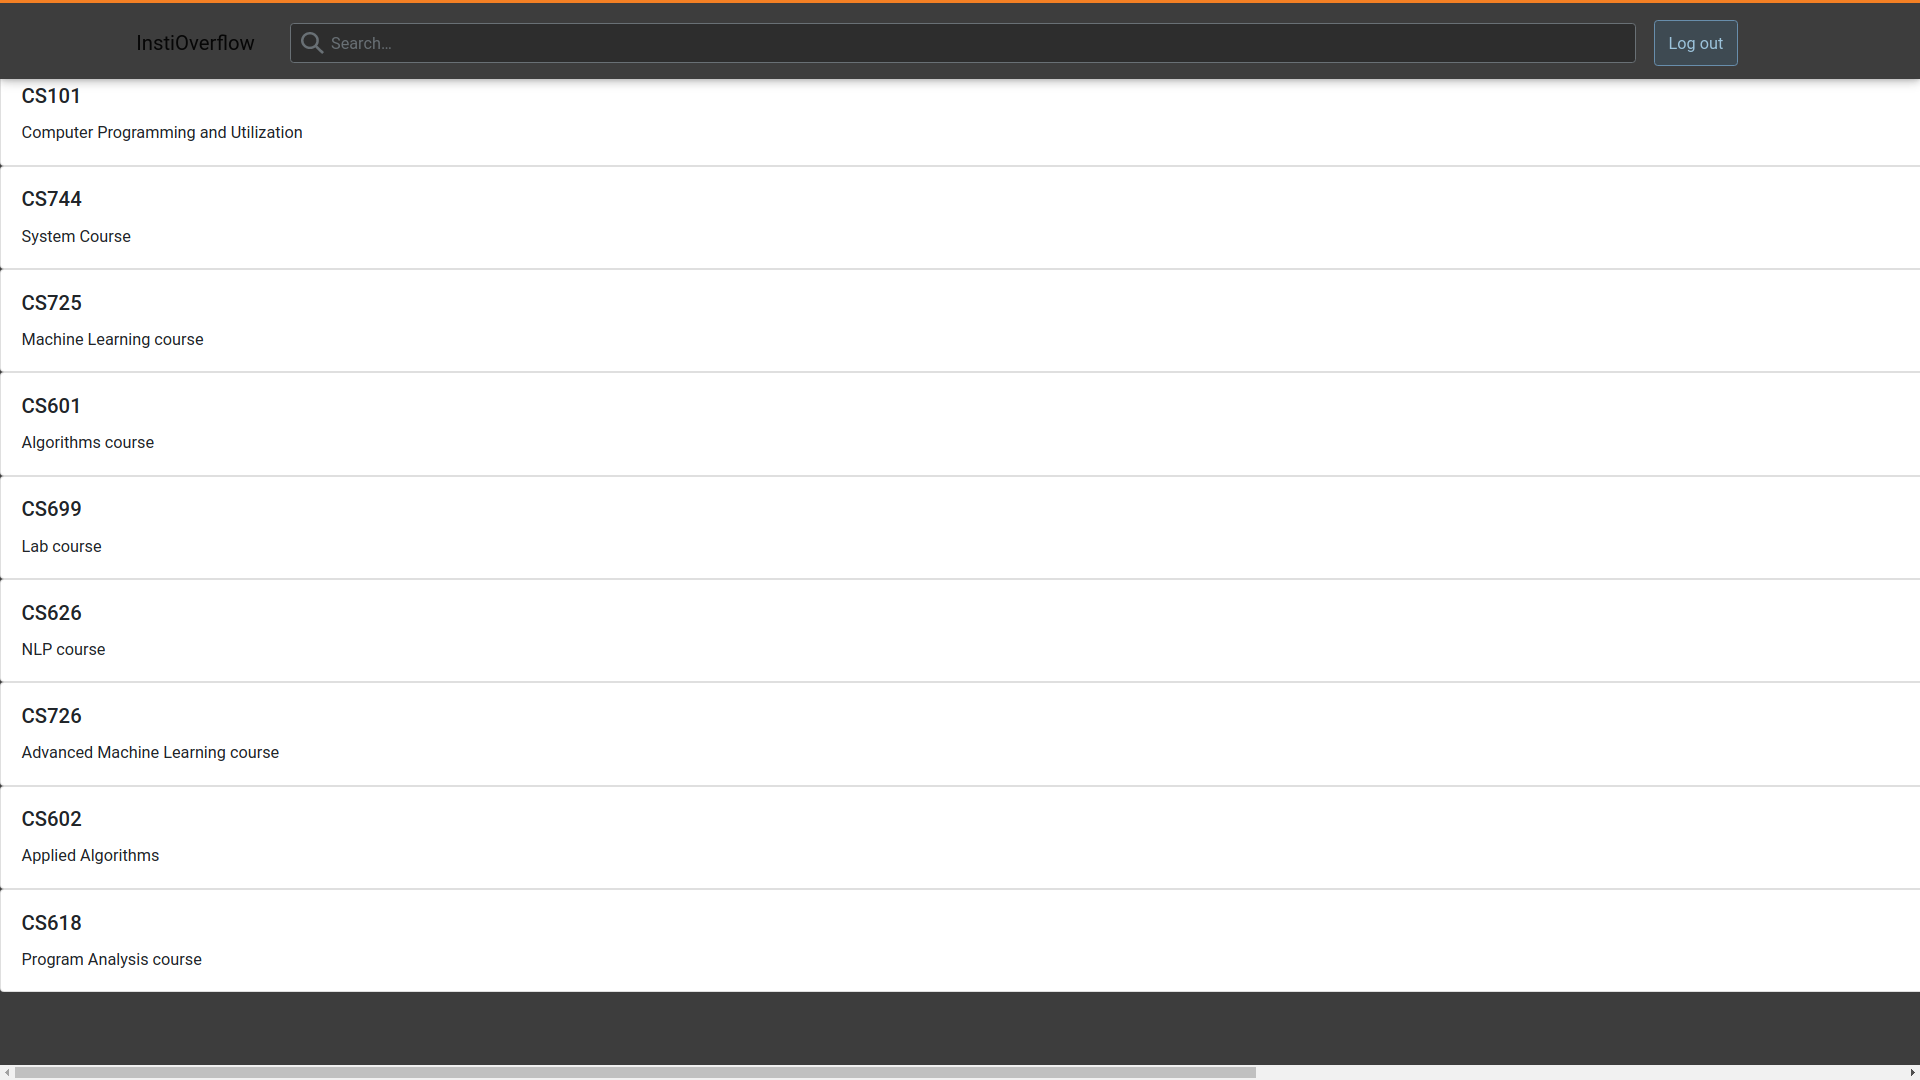 InstiOverflow
Search...
Log out
CS101
Computer Programming and Utilization
CS744
System Course
CS725
Machine Learning course
CS601
Algorithms course
CS699
Lab course
CS626
NLP course
CS726
Advanced Machine Learning course
CS602
Applied Algorithms
CS618
Program Analysis course